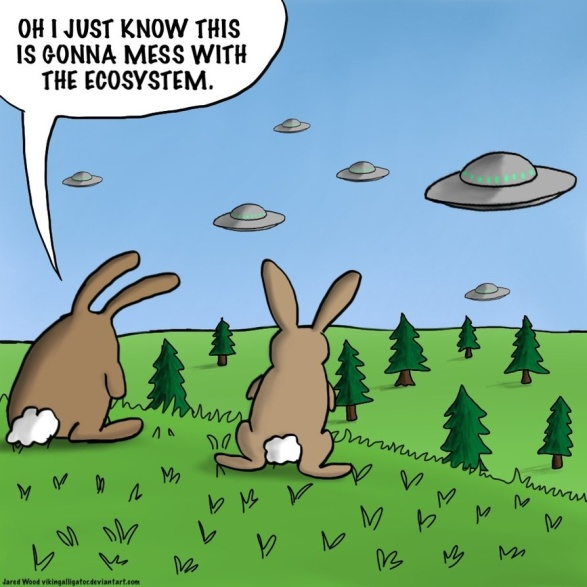 OH I JUST KNOW THIS
IS GONNA MESS WITH
THE ECOSYSTEM.
Jared Wood vikingalligator.deviantart.com